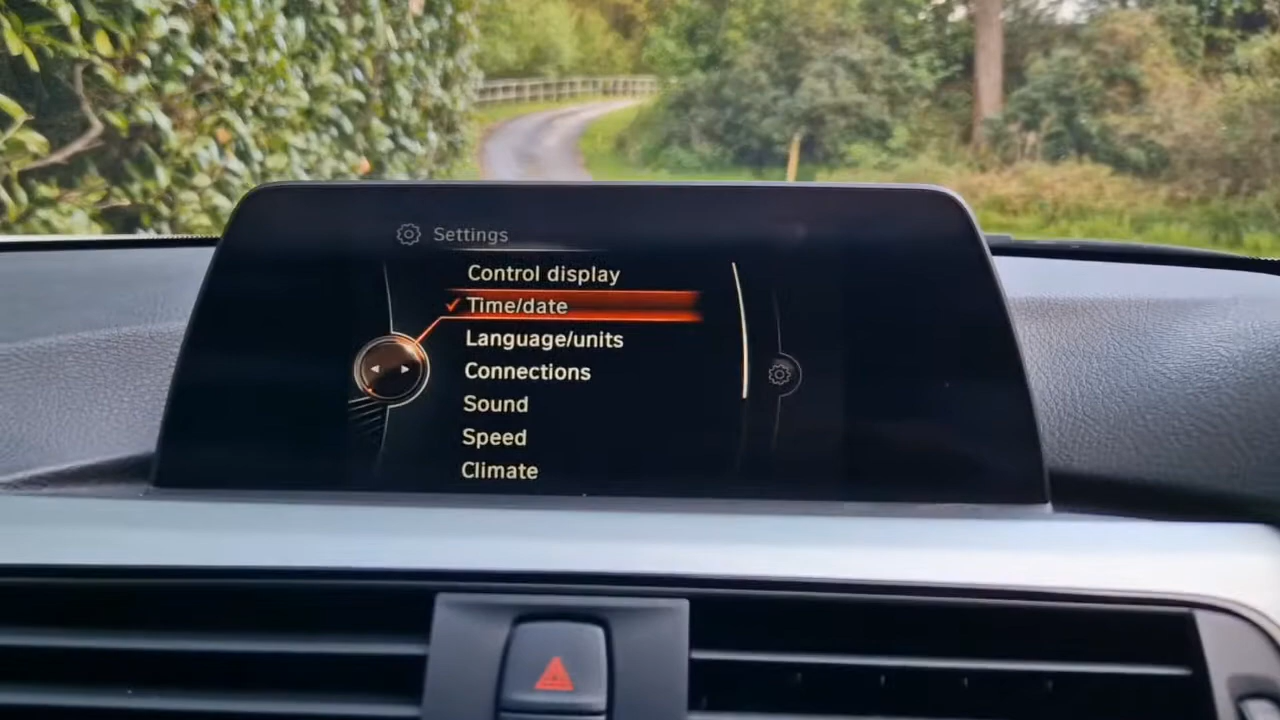 Settings
Control display
Time/date
Language/units
Connections
Sound
Speed
Climate